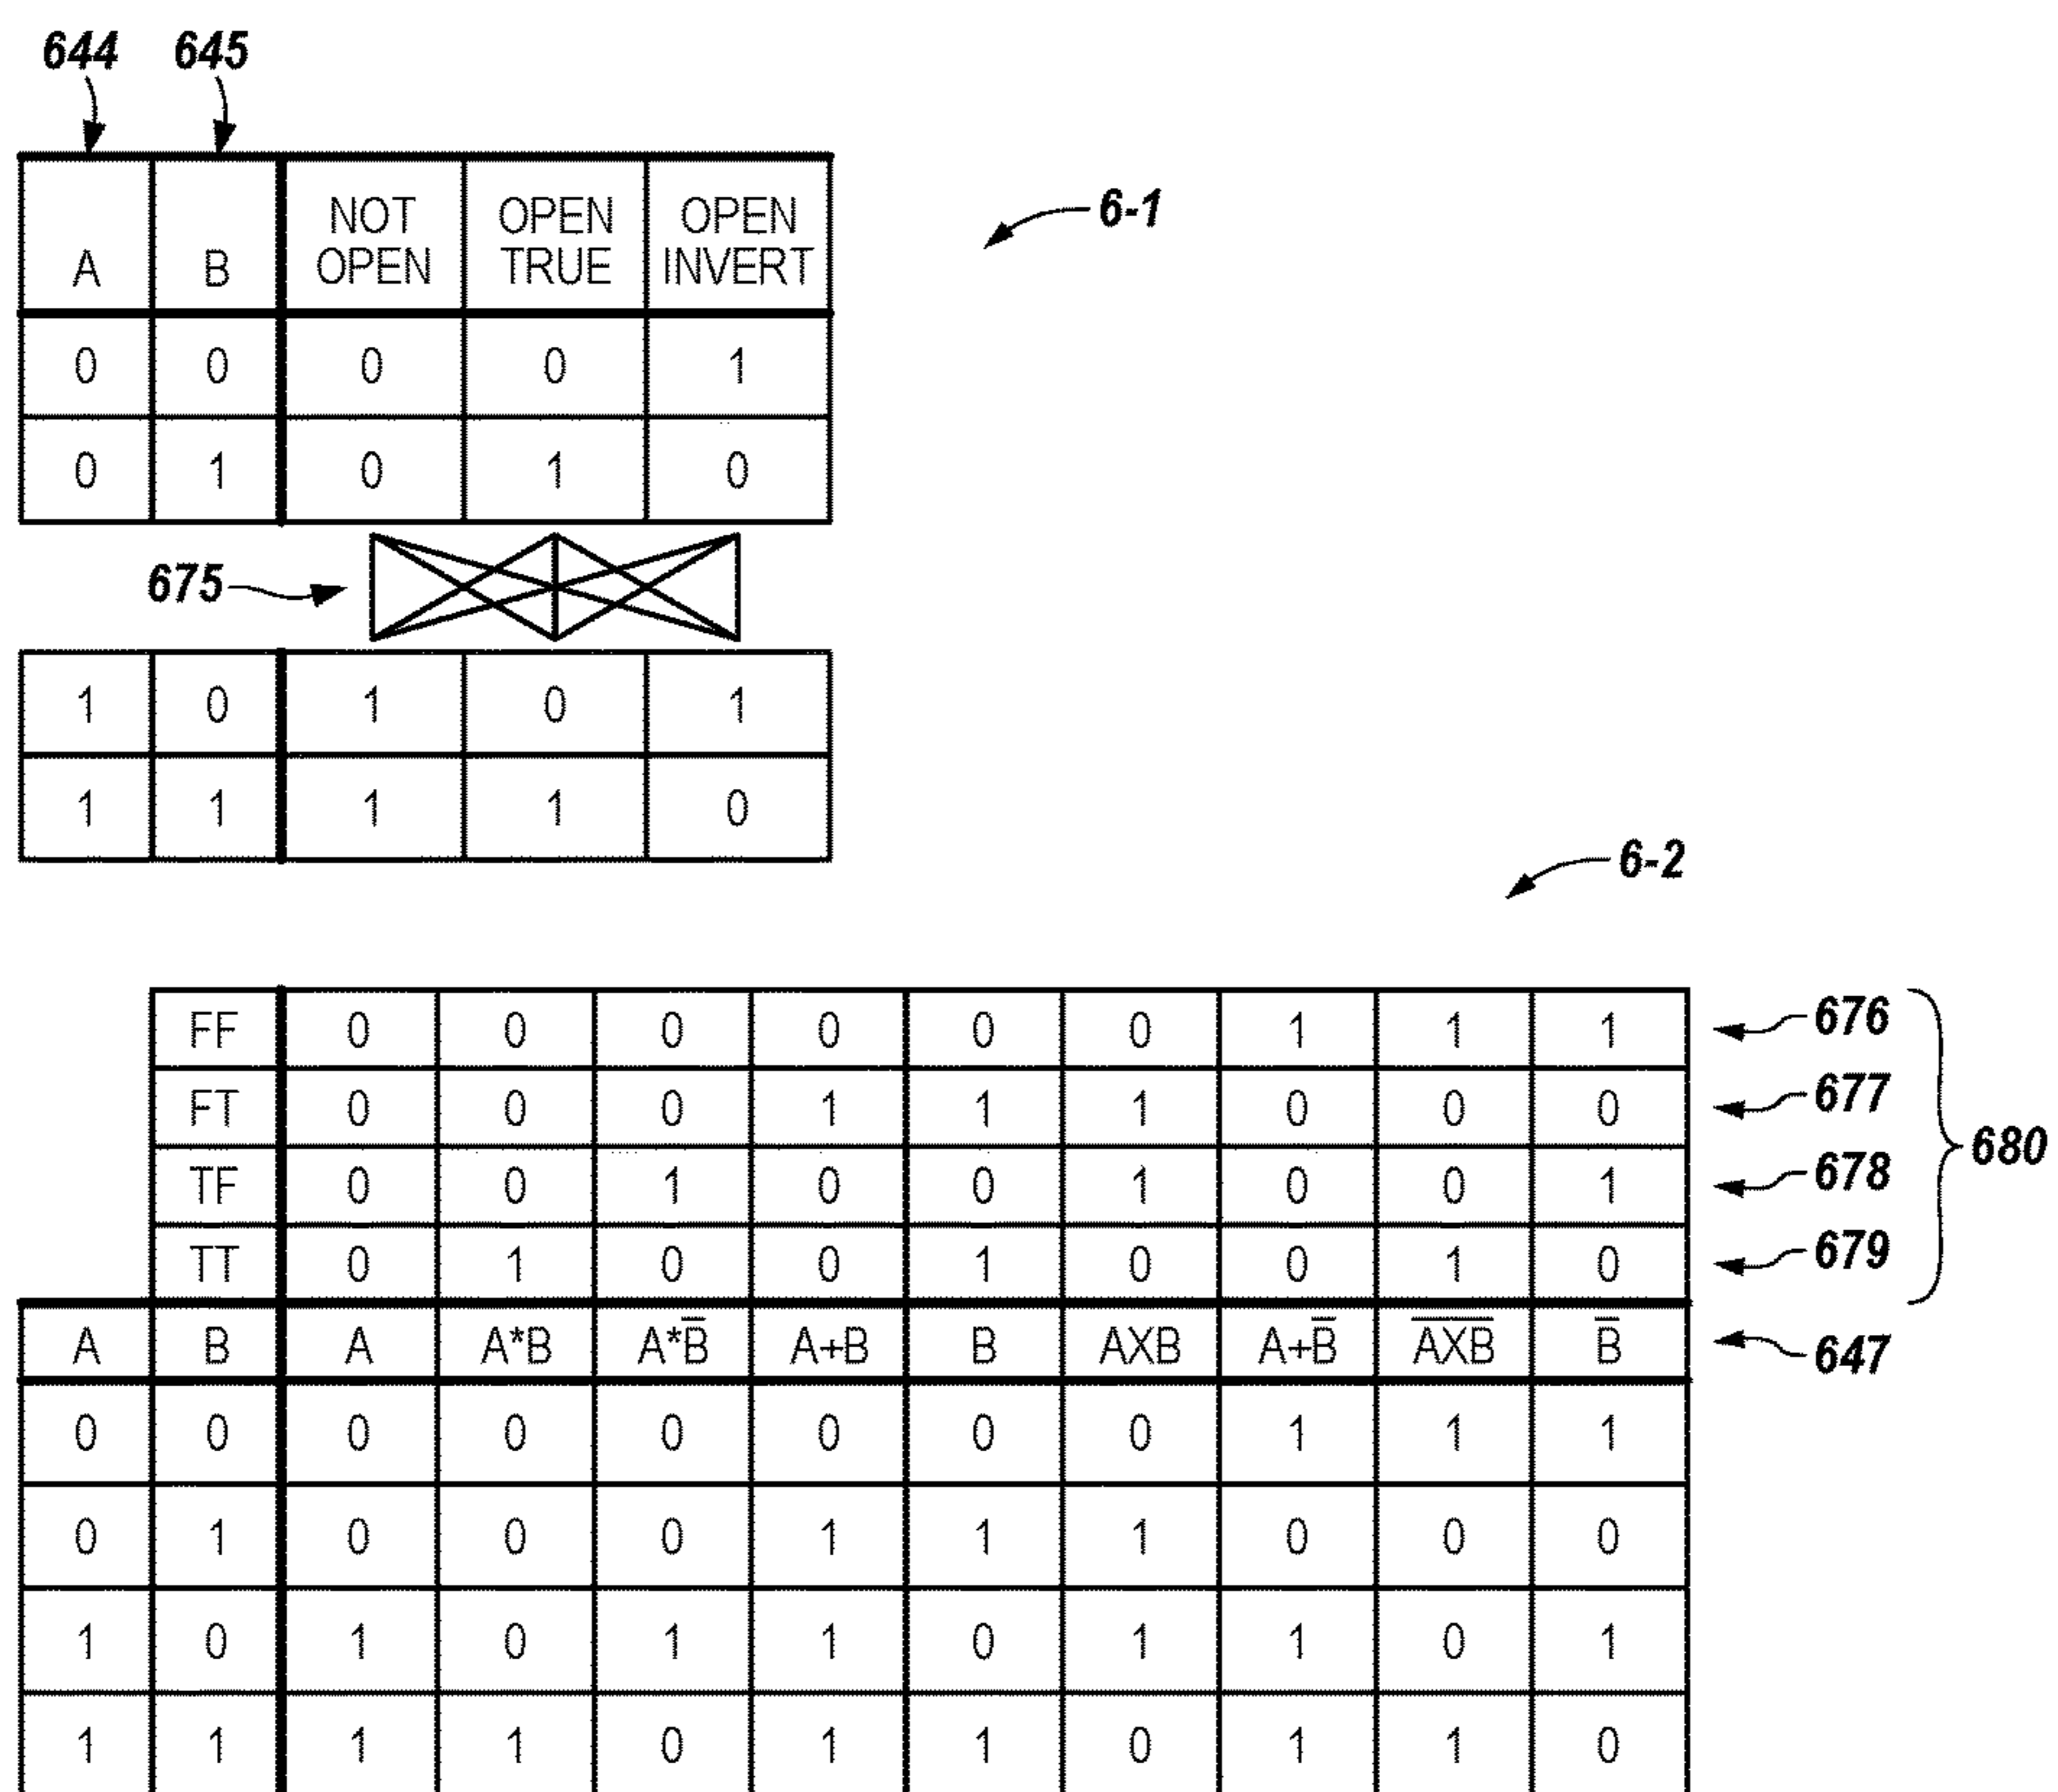 644 645
A B NOT OPEN OPEN TRUE OPEN INVERT
6-1
0 0 0 0 1
0 1 0 1 0
675
1 0 1 0 1
1 1 1 1 0
6-2
FF 0 0 0 0 0 0 1 1 1 676
FT 0 0 0 1 1 1 0 0 0 677
680
TF 0 0 1 0 0 1 0 0 1 678
TT 0 1 0 0 1 0 0 1 0 679
A B A A*B A*B̅ A+B B AXB A+B̅ A̅X̅B̅ B̅ 647
0 0 0 0 0 0 0 0 1 1 1
0 1 0 0 0 1 1 1 0 0 0
1 0 1 0 1 1 0 1 1 0 1
1 1 1 1 0 1 1 0 1 1 0